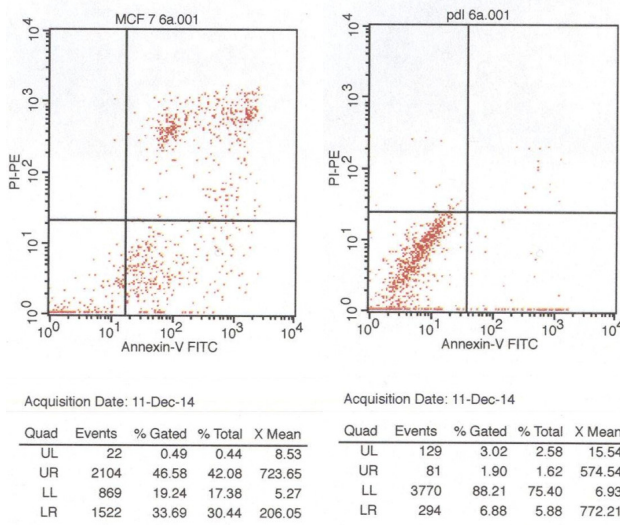 MCF 7 6a.001
10^4
10^3
10^2
10^1
10^0
PI-PE
10^0 10^1 10^2 10^3 10^4
Annexin-V FITC
Acquisition Date: 11-Dec-14
Quad Events % Gated % Total X Mean
UL 22 0.49 0.44 8.53
UR 2104 46.58 42.08 723.65
LL 869 19.24 17.38 5.27
LR 1522 33.69 30.44 206.05
pdl 6a.001
10^4
10^3
10^2
10^1
10^0
PI-PE
10^0 10^1 10^2 10^3 10^4
Annexin-V FITC
Acquisition Date: 11-Dec-14
Quad Events % Gated % Total X Mean
UL 129 3.02 2.58 15.54
UR 81 1.90 1.62 574.54
LL 3770 88.21 75.40 6.93
LR 294 6.88 5.88 772.21